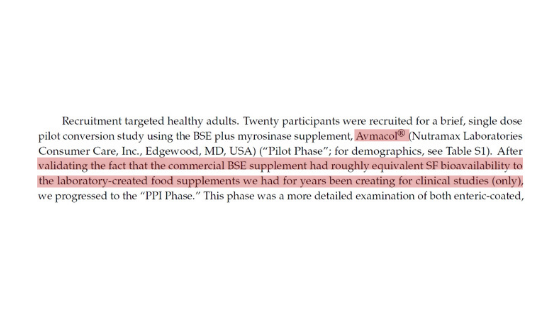 Recruitment targeted healthy adults. Twenty participants were recruited for a brief, single dose
pilot conversion study using the BSE plus myrosinase supplement, Avmacol® (Nutramax Laboratories
Consumer Care, Inc., Edgewood, MD, USA) (“Pilot Phase”; for demographics, see Table S1). After
validating the fact that the commercial BSE supplement had roughly equivalent SF bioavailability to
the laboratory-created food supplements we had for years been creating for clinical studies (only),
we progressed to the “PPI Phase.” This phase was a more detailed examination of both enteric-coated,